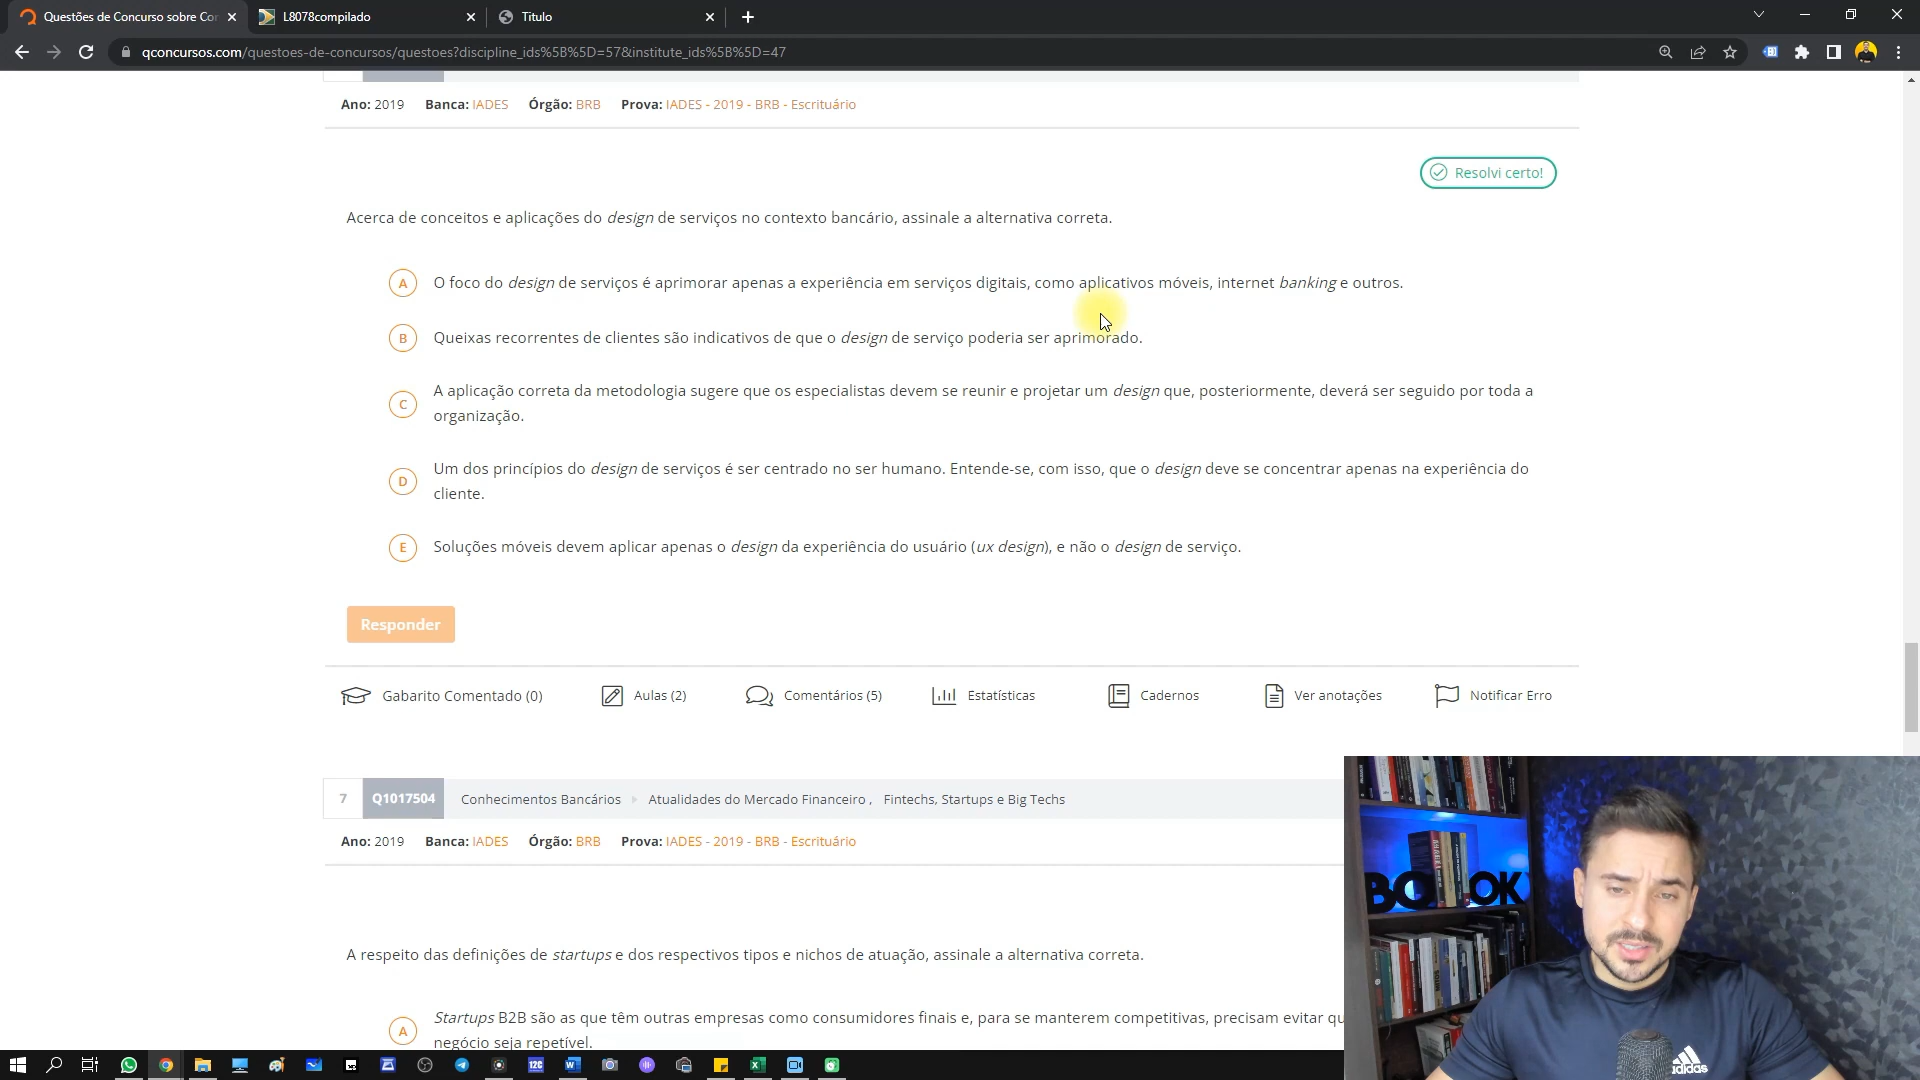 Questões de Concurso sobre Cor
L8078compilado
Titulo
qconcursos.com/questoes-de-concursos/questoes?discipline_ids%5B%5D=57&institute_ids%5B%5D=47
Ano: 2019 Banca: IADES Órgão: BRB Prova: IADES - 2019 - BRB - Escriturário
Resolvi certo!
Acerca de conceitos e aplicações do design de serviços no contexto bancário, assinale a alternativa correta.
A O foco do design de serviços é aprimorar apenas a experiência em serviços digitais, como aplicativos móveis, internet banking e outros.
B Queixas recorrentes de clientes são indicativos de que o design de serviço poderia ser aprimorado.
C A aplicação correta da metodologia sugere que os especialistas devem se reunir e projetar um design que, posteriormente, deverá ser seguido por toda a
organização.
D Um dos princípios do design de serviços é ser centrado no ser humano. Entende-se, com isso, que o design deve se concentrar apenas na experiência do
cliente.
E Soluções móveis devem aplicar apenas o design da experiência do usuário (ux design), e não o design de serviço.
Responder
Gabarito Comentado (0) Aulas (2) Comentários (5) Estatísticas Cadernos Ver anotações Notificar Erro
7 Q1017504 Conhecimentos Bancários Atualidades do Mercado Financeiro , Fintechs, Startups e Big Techs
Ano: 2019 Banca: IADES Órgão: BRB Prova: IADES - 2019 - BRB - Escriturário
A respeito das definições de startups e dos respectivos tipos e nichos de atuação, assinale a alternativa correta.
A Startups B2B são as que têm outras empresas como consumidores finais e, para se manterem competitivas, precisam evitar qu
negócio seja repetível.
BOOK
adidas
12C